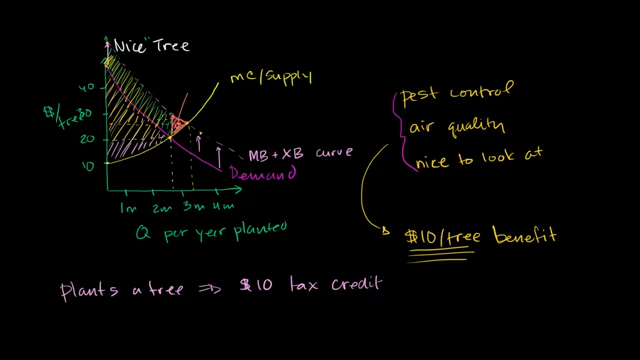 "Nice" Tree
$/tree
40
30
20
10
1m 2m 3m 4m
Q per year planted
mc/supply
MB + XB curve
Demand
pest control
air quality
nice to look at
$10/tree benefit
Plants a tree ⇒ $10 tax credit